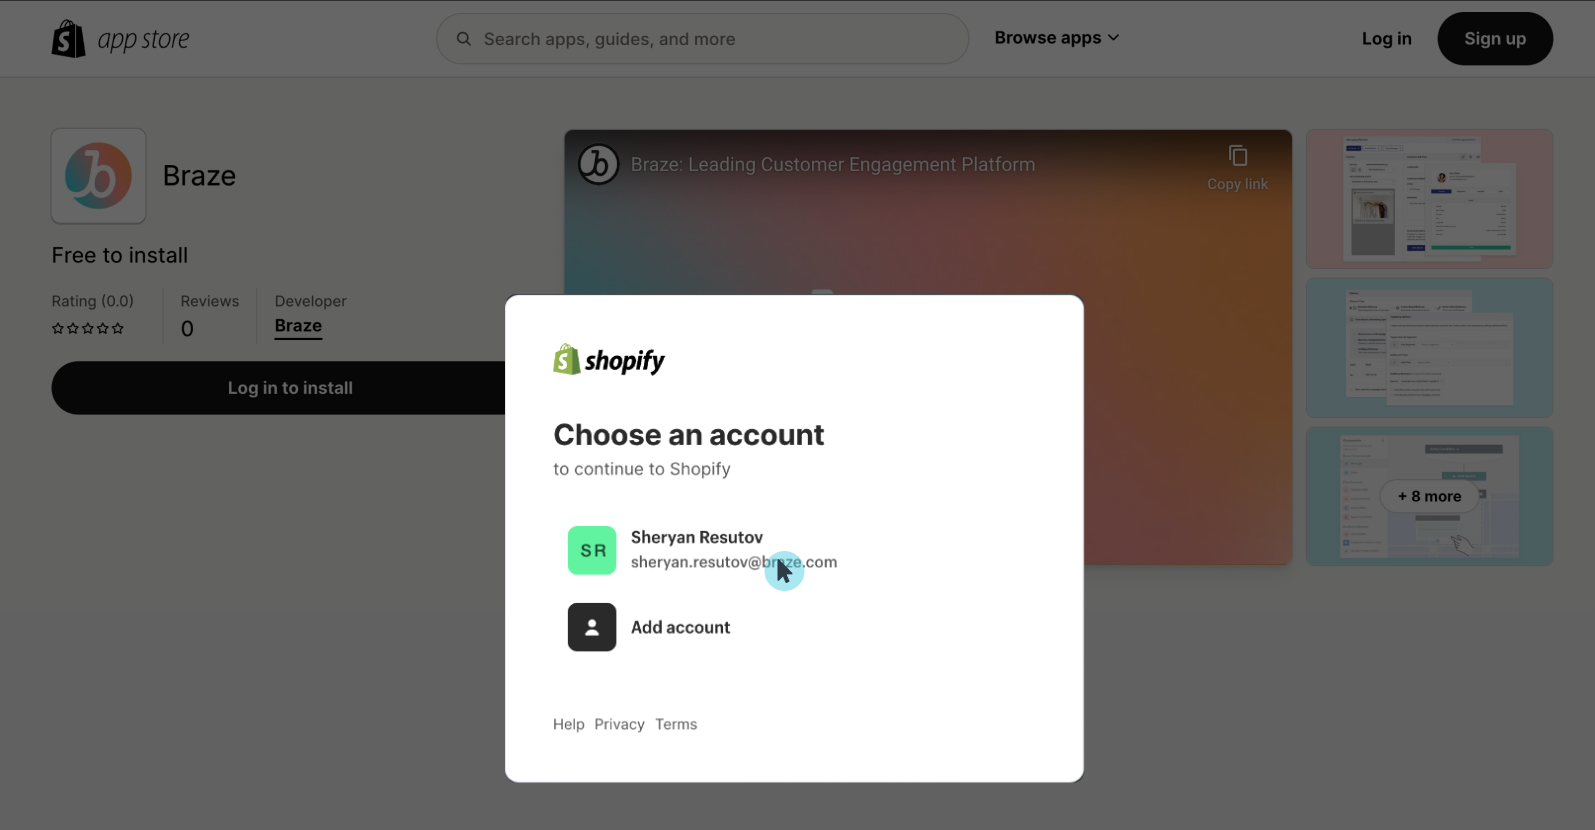 app store
Search apps, guides, and more
Browse apps
Log in
Sign up
Braze
Free to install
Rating (0.0)
Reviews
0
Developer
Braze
Log in to install
Braze: Leading Customer Engagement Platform
Copy link
+ 8 more
shopify
Choose an account
to continue to Shopify
SR
Sheryan Resutov
sheryan.resutov@braze.com
Add account
Help Privacy Terms